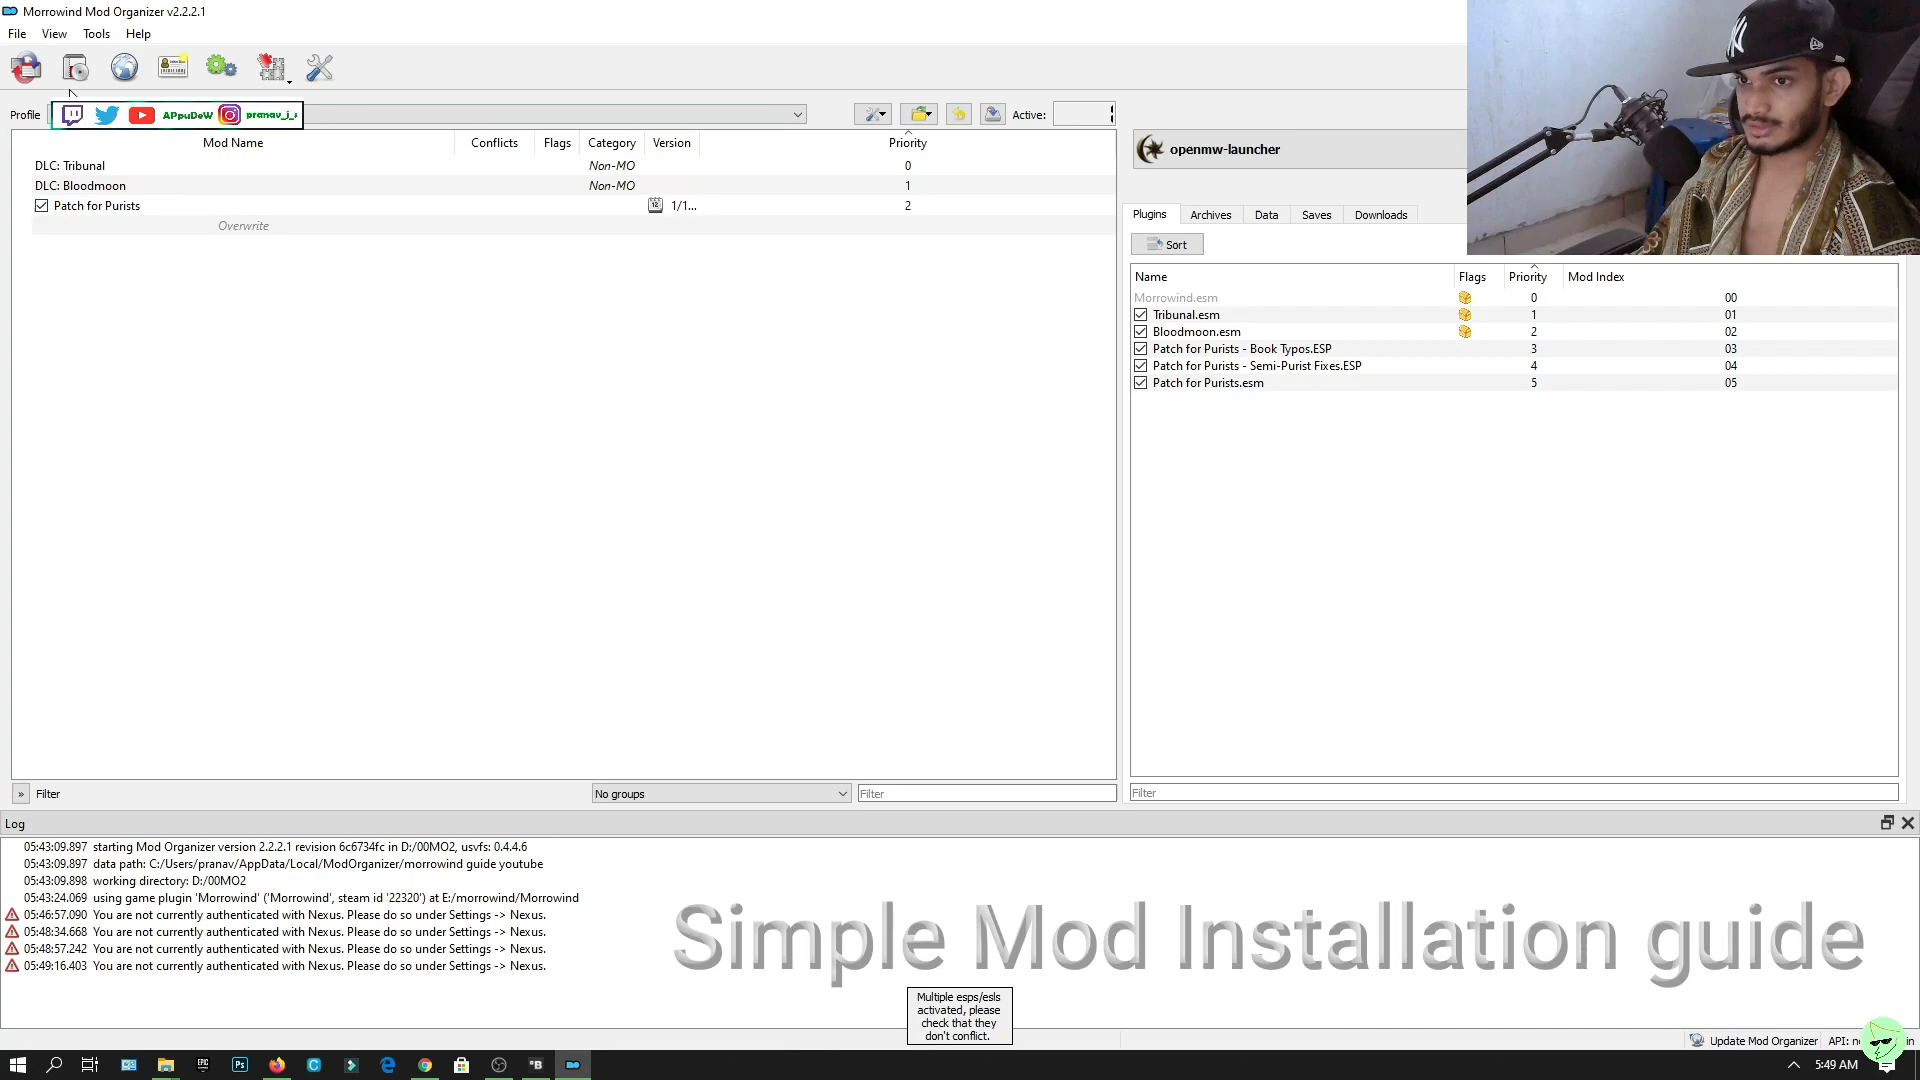 Morrowind Mod Organizer v2.2.2.1
File View Tools Help
Profile
APpuDeW
Active:
Mod Name Conflicts Flags Category Version Priority
DLC: Tribunal Non-MO 0
DLC: Bloodmoon Non-MO 1
Patch for Purists 1/1... 2
Overwrite
openmw-launcher
Plugins Archives Data Saves Downloads
Sort
Name Flags Priority Mod Index
Morrowind.esm 0 00
Tribunal.esm 1 01
Bloodmoon.esm 2 02
Patch for Purists - Book Typos.ESP 3 03
Patch for Purists - Semi-Purist Fixes.ESP 4 04
Patch for Purists.esm 5 05
» Filter No groups Filter
Filter
Log
05:43:09.897 starting Mod Organizer version 2.2.2.1 revision 6c6734fc in D:/00MO2, usvfs: 0.4.4.6
05:43:09.897 data path: C:/Users/pranav/AppData/Local/ModOrganizer/morrowind guide youtube
05:43:09.898 working directory: D:/00MO2
05:43:24.069 using game plugin 'Morrowind' ('Morrowind', steam id '22320') at E:/morrowind/Morrowind
05:46:57.090 You are not currently authenticated with Nexus. Please do so under Settings -> Nexus.
05:48:34.668 You are not currently authenticated with Nexus. Please do so under Settings -> Nexus.
05:48:57.242 You are not currently authenticated with Nexus. Please do so under Settings -> Nexus.
05:49:16.403 You are not currently authenticated with Nexus. Please do so under Settings -> Nexus.
Simple Mod Installation guide
Multiple esps/esls
activated, please
check that they
don't conflict.
Update Mod Organizer API:
5:49 AM